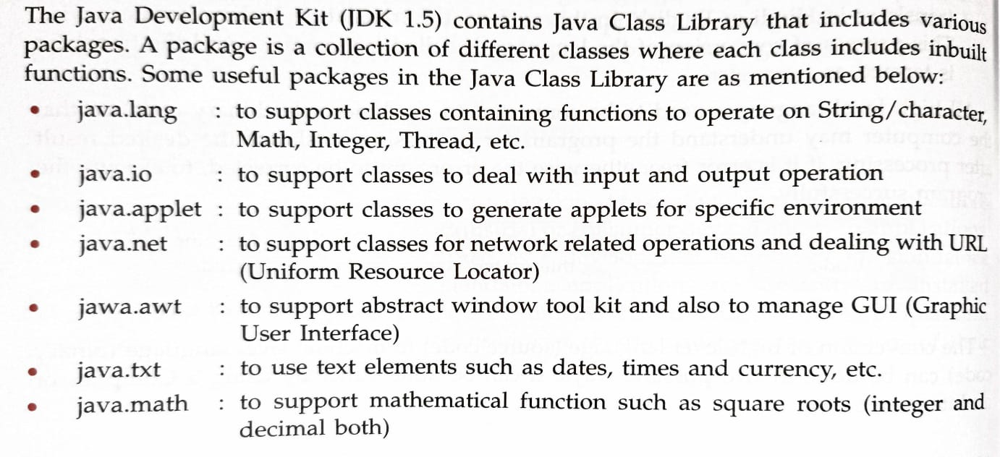 The Java Development Kit (JDK 1.5) contains Java Class Library that includes various
packages. A package is a collection of different classes where each class includes inbuilt
functions. Some useful packages in the Java Class Library are as mentioned below:
• java.lang : to support classes containing functions to operate on String/character,
Math, Integer, Thread, etc.
• java.io : to support classes to deal with input and output operation
• java.applet : to support classes to generate applets for specific environment
• java.net : to support classes for network related operations and dealing with URL
(Uniform Resource Locator)
• jawa.awt : to support abstract window tool kit and also to manage GUI (Graphic
User Interface)
• java.txt : to use text elements such as dates, times and currency, etc.
• java.math : to support mathematical function such as square roots (integer and
decimal both)